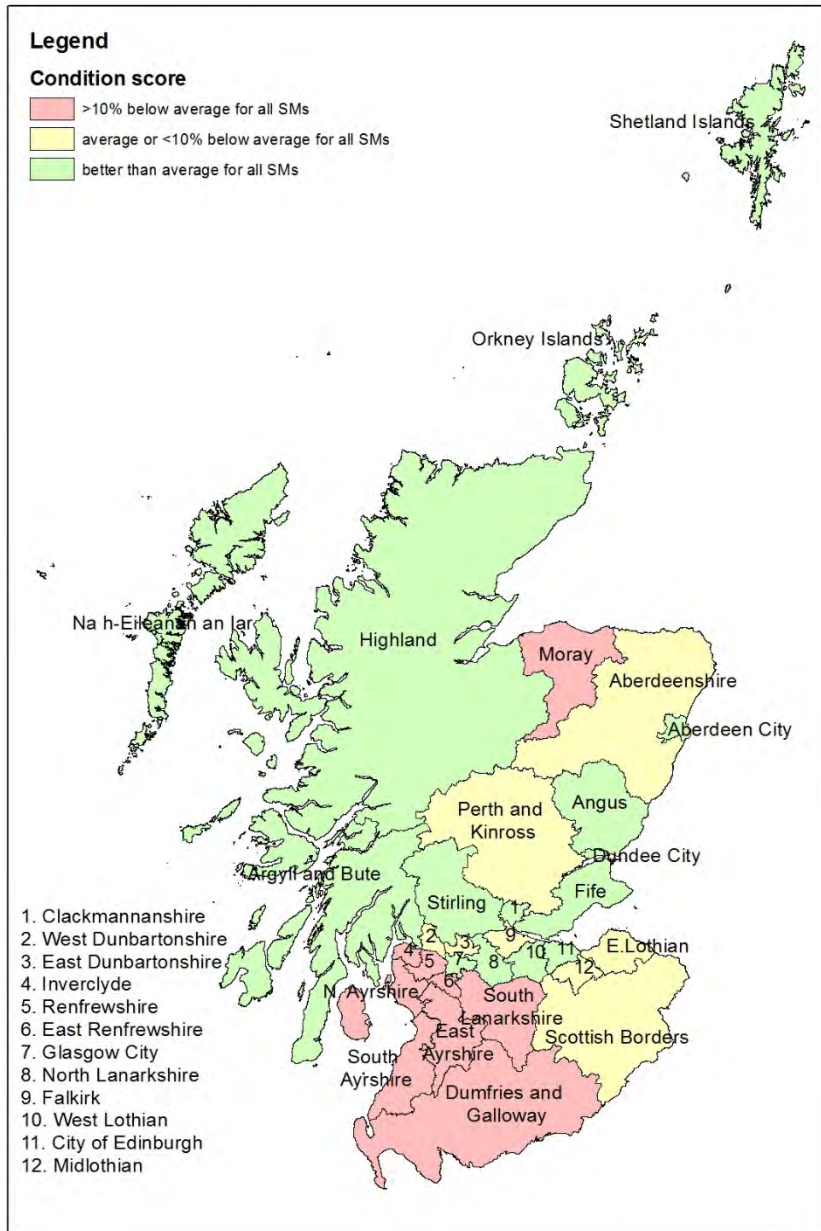 Legend
Condition score
>10% below average for all SMs
average or <10% below average for all SMs
better than average for all SMs
Shetland Islands
Orkney Islands
Na h-Eileanan an Iar
Highland
Moray
Aberdeenshire
Aberdeen City
Perth and
Kinross
Angus
Dundee City
Argyll and Bute
Stirling
Fife
1
2
3
9
4
5
7
8
10
11
E.Lothian
12
6
N. Ayrshire
South
Lanarkshire
Scottish Borders
East
Ayrshire
South
Ayrshire
Dumfries and
Galloway
1. Clackmannanshire
2. West Dunbartonshire
3. East Dunbartonshire
4. Inverclyde
5. Renfrewshire
6. East Renfrewshire
7. Glasgow City
8. North Lanarkshire
9. Falkirk
10. West Lothian
11. City of Edinburgh
12. Midlothian